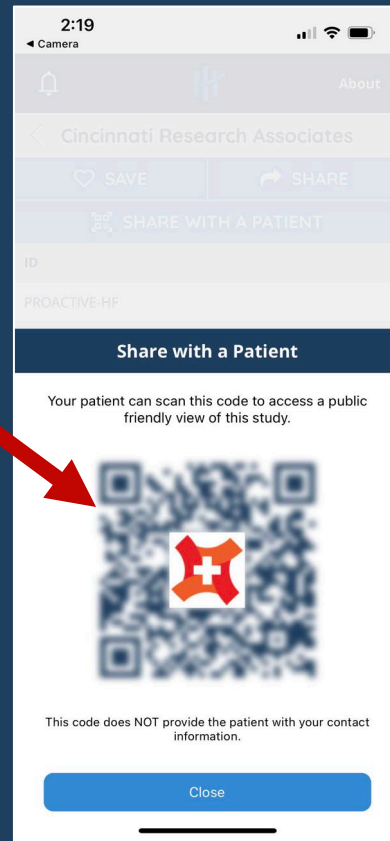 2:19
◄ Camera
About
Cincinnati Research Associates
SAVE
SHARE
SHARE WITH A PATIENT
ID
PROACTIVE-HF
Share with a Patient
Your patient can scan this code to access a public
friendly view of this study.
This code does NOT provide the patient with your contact
information.
Close